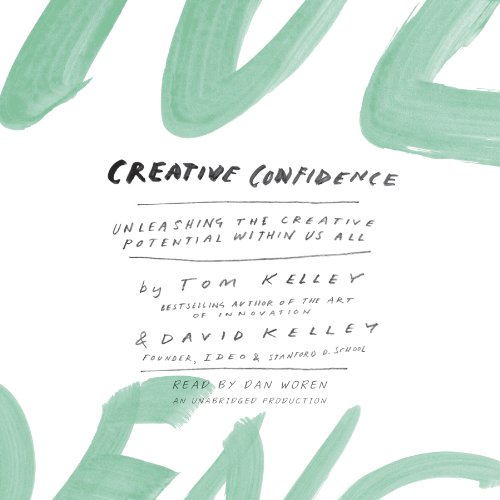 CREATIVE CONFIDENCE
UNLEASHING THE CREATIVE
POTENTIAL WITHIN US ALL
by TOM KELLEY
BESTSELLING AUTHOR OF THE ART
OF INNOVATION
& DAVID KELLEY
FOUNDER, IDEO & STANFORD D. SCHOOL
READ BY DAN WOREN
AN UNABRIDGED PRODUCTION